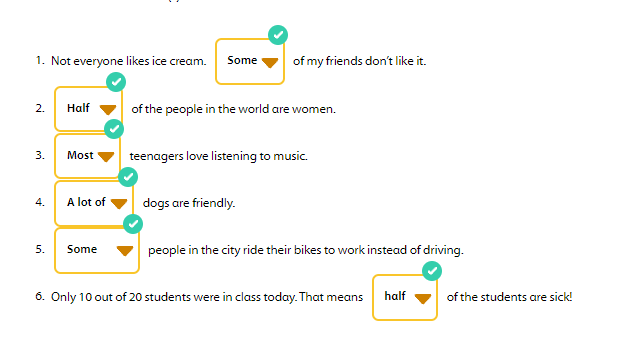 1. Not everyone likes ice cream. Some of my friends don't like it.
2. Half of the people in the world are women.
3. Most teenagers love listening to music.
4. A lot of dogs are friendly.
5. Some people in the city ride their bikes to work instead of driving.
6. Only 10 out of 20 students were in class today. That means half of the students are sick!